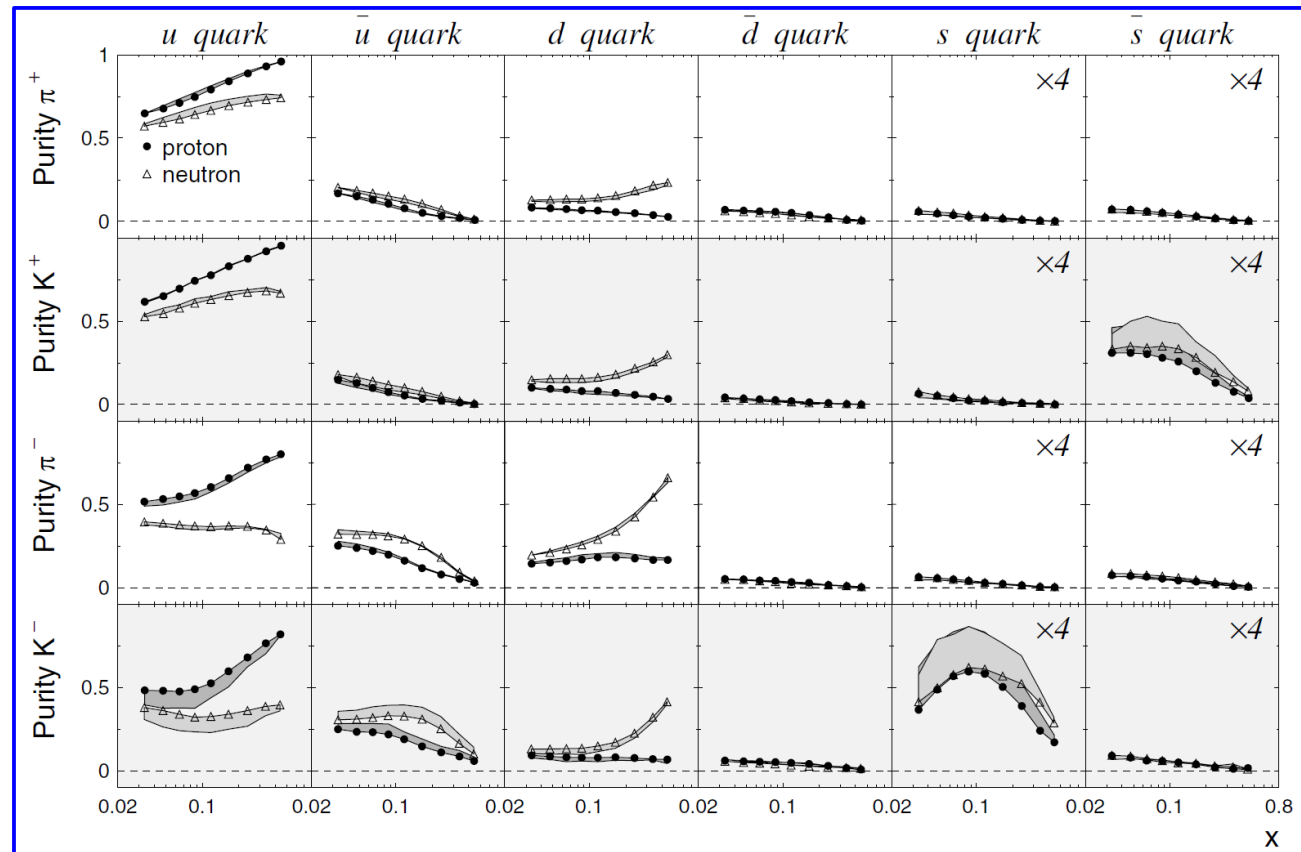 u quark ū quark d quark d̄ quark s quark s̄ quark
Purity π⁺ 1 0.5 0 ×4 ×4
proton
neutron
Purity K⁺ 0.5 0 ×4 ×4
Purity π⁻ 0.5 0 ×4 ×4
Purity K⁻ 0.5 0 ×4 ×4
0.02 0.1 0.02 0.1 0.02 0.1 0.02 0.1 0.02 0.1 0.02 0.1 0.8
x